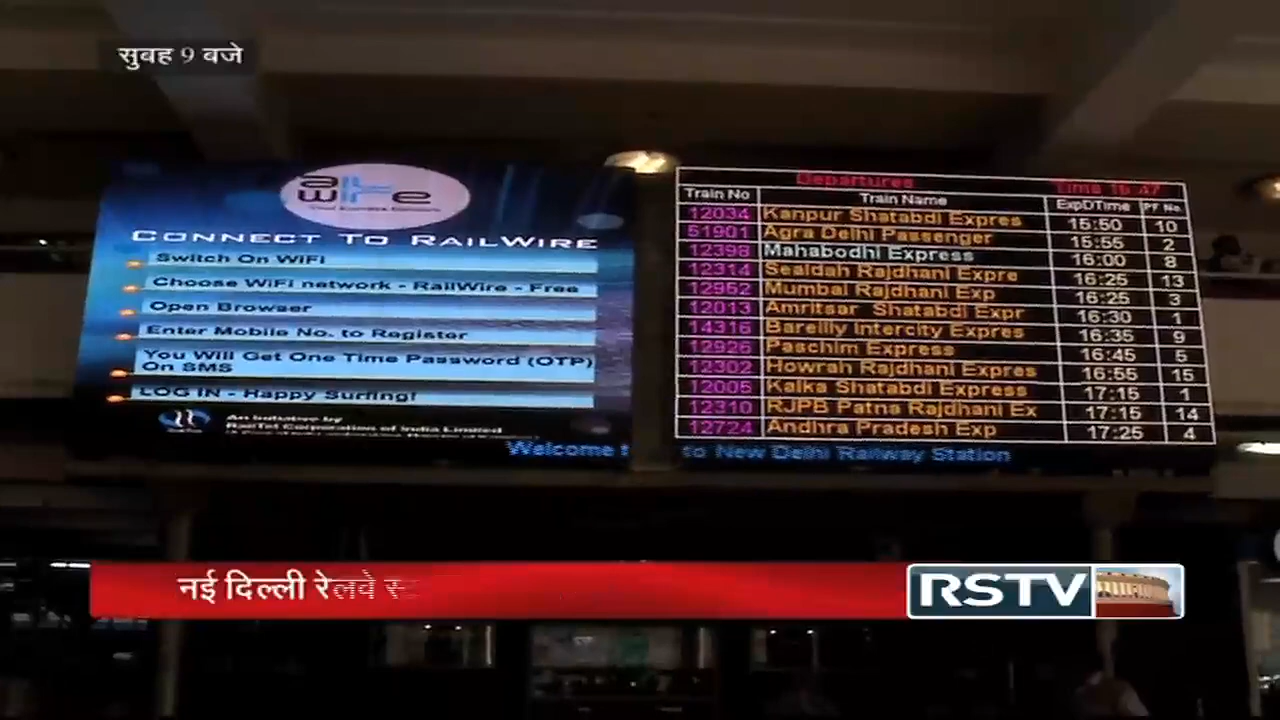 सुबह 9 बजे
CONNECT TO RAILWIRE
Switch On WiFi
Choose WiFi network - RailWire - Free
Open Browser
Enter Mobile No. to Register
You Will Get One Time Password (OTP)
On SMS
LOG IN - Happy Surfing!
An Initiative by
RailTel Corporation of India Limited
Departures Time 15:47
Train No Train Name ExpDTime PF No.
12034 Kanpur Shatabdi Expres 15:50 10
51901 Agra Delhi Passenger 15:55 2
12398 Mahabodhi Express 16:00 8
12314 Sealdah Rajdhani Expre 16:25 13
12952 Mumbai Rajdhani Exp 16:25 3
12013 Amritsar Shatabdi Expr 16:30 1
14316 Bareilly Intercity Expres 16:35 9
12926 Paschim Express 16:45 5
12302 Howrah Rajdhani Expres 16:55 15
12005 Kalka Shatabdi Express 17:15 1
12310 RJPB Patna Rajdhani Ex 17:15 14
12724 Andhra Pradesh Exp 17:25 4
Welcome to New Delhi Railway Station
नई दिल्ली रेलवे
RSTV